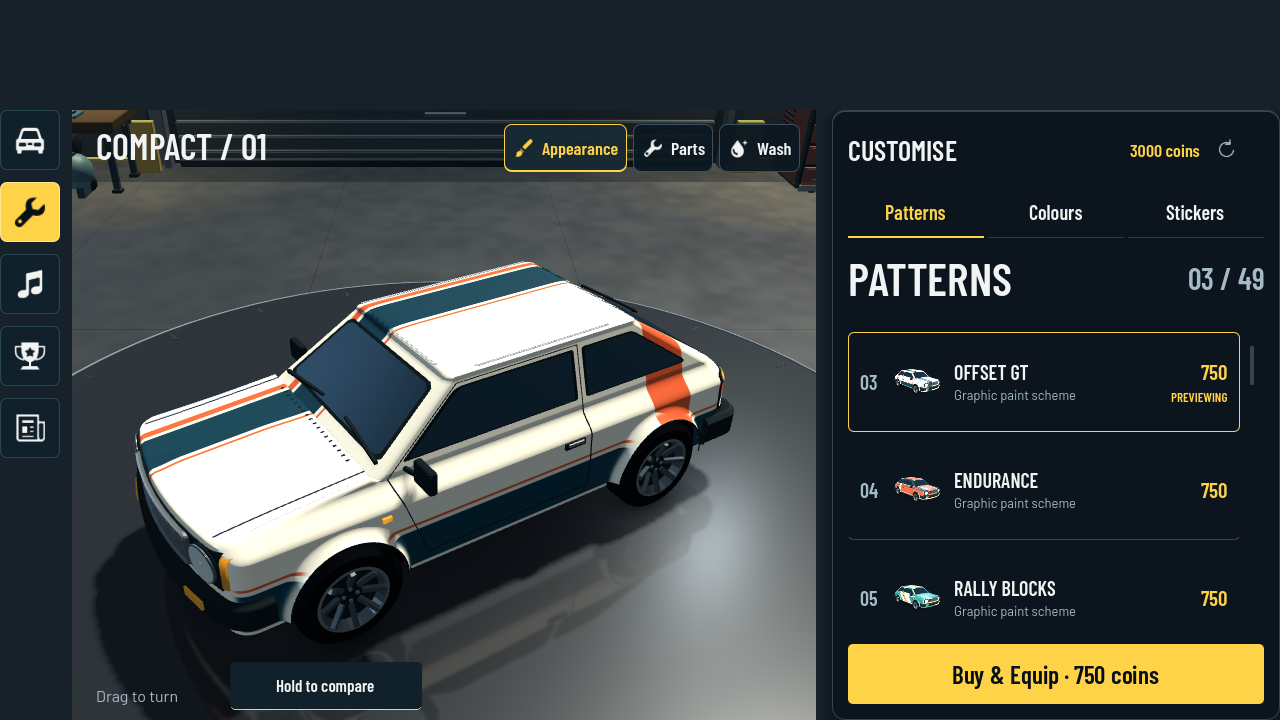 COMPACT / 01
Appearance
Parts
Wash
Drag to turn
Hold to compare
CUSTOMISE
3000 coins
Patterns
Colours
Stickers
PATTERNS
03 / 49
03
OFFSET GT
Graphic paint scheme
750
PREVIEWING
04
ENDURANCE
Graphic paint scheme
750
05
RALLY BLOCKS
Graphic paint scheme
750
Buy & Equip · 750 coins